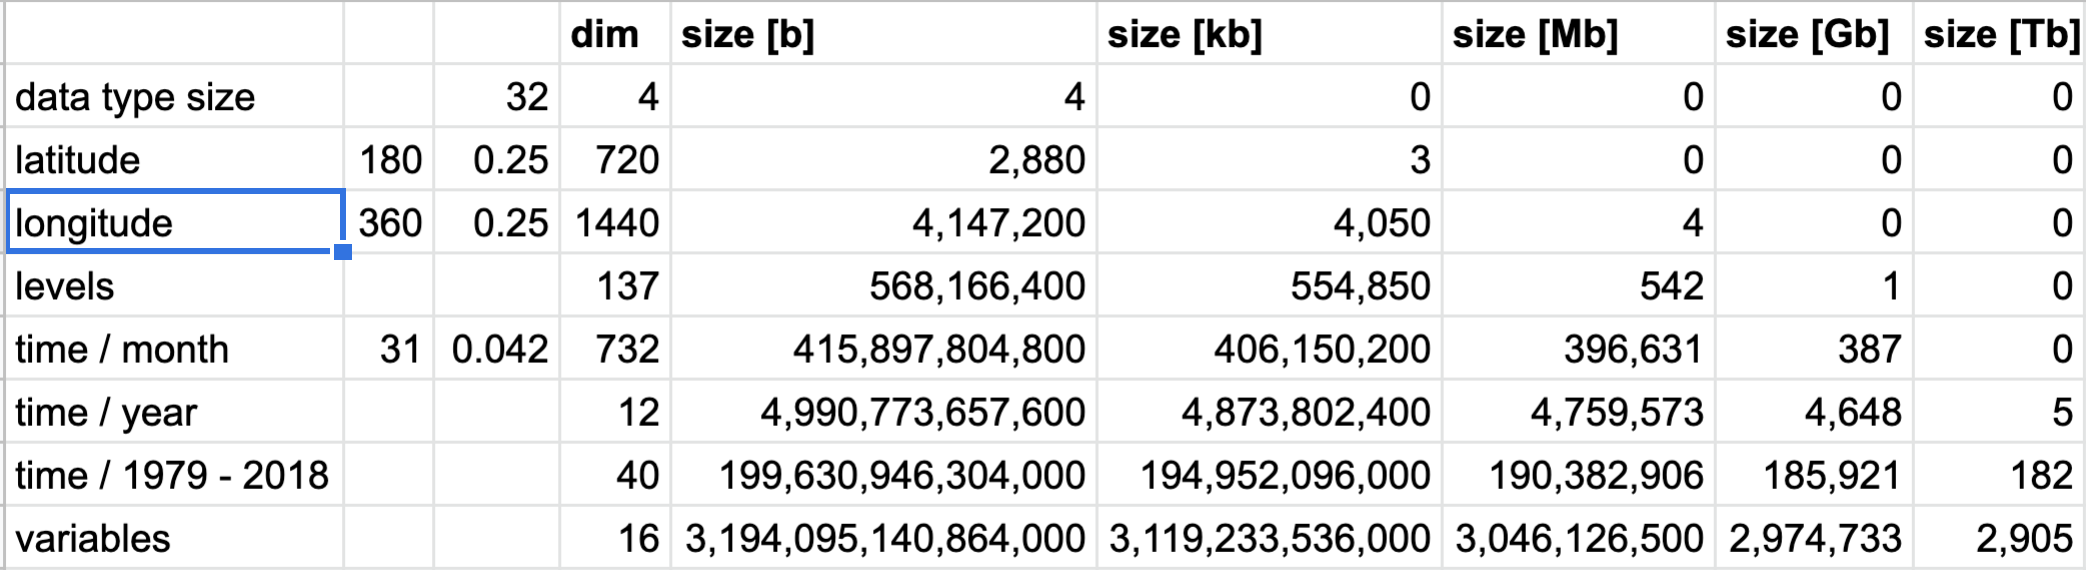 dim size [b] size [kb] size [Mb] size [Gb] size [Tb]
data type size 32 4 4 0 0 0 0
latitude 180 0.25 720 2,880 3 0 0 0
longitude 360 0.25 1440 4,147,200 4,050 4 0 0
levels 137 568,166,400 554,850 542 1 0
time / month 31 0.042 732 415,897,804,800 406,150,200 396,631 387 0
time / year 12 4,990,773,657,600 4,873,802,400 4,759,573 4,648 5
time / 1979 - 2018 40 199,630,946,304,000 194,952,096,000 190,382,906 185,921 182
variables 16 3,194,095,140,864,000 3,119,233,536,000 3,046,126,500 2,974,733 2,905